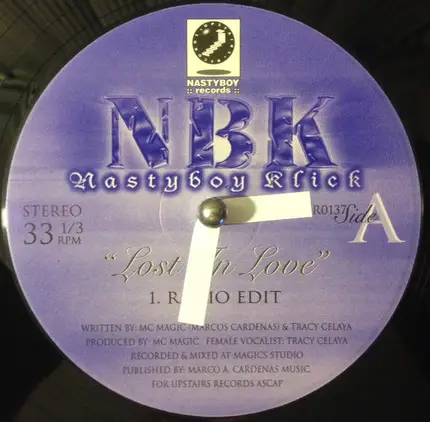 NASTYBOY
:: records ::
NBK
Nastyboy Klick
STEREO
33 1/3
RPM
R0137
Side A
"Lost In Love"
1. RADIO EDIT
WRITTEN BY: MC MAGIC (MARCOS CARDENAS) & TRACY CELAYA
PRODUCED BY: MC MAGIC. FEMALE VOCALIST: TRACY CELAYA
RECORDED & MIXED AT MAGICS STUDIO
PUBLISHED BY: MARCO A. CARDENAS MUSIC
FOR UPSTAIRS RECORDS ASCAP